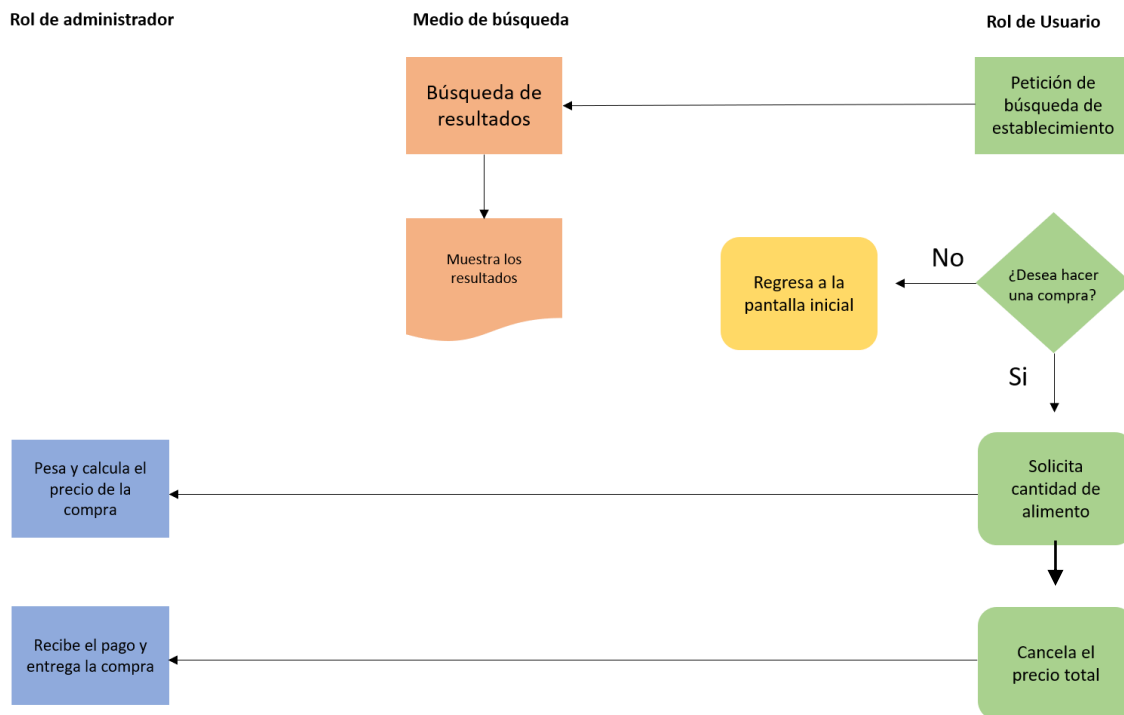 Rol de administrador
Medio de búsqueda
Rol de Usuario
Búsqueda de
resultados
Petición de
búsqueda de
establecimiento
Muestra los
resultados
Regresa a la
pantalla inicial
No
¿Desea hacer
una compra?
Si
Pesa y calcula el
precio de la
compra
Solicita
cantidad de
alimento
Recibe el pago y
entrega la compra
Cancela el
precio total